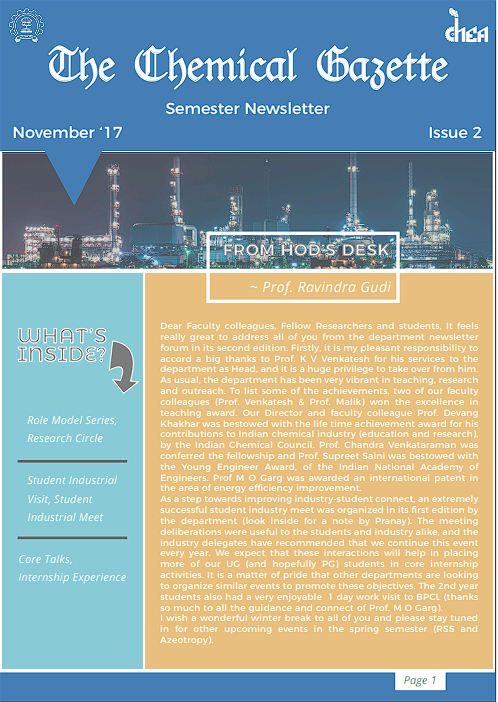 ChEA
The Chemical Gazette
Semester Newsletter
November ‘17
Issue 2
FROM HOD'S DESK
~ Prof. Ravindra Gudi
WHAT'S
INSIDE?
Role Model Series,
Research Circle
Student Industrial
Visit, Student
Industrial Meet
Core Talks,
Internship Experience
Dear Faculty colleagues, Fellow Researchers and students. It feels
really great to address all of you from the department newsletter
forum in its second edition. Firstly, it is my pleasant responsibility to
accord a big thanks to Prof. K V Venkatesh for his services to the
department as Head, and it is a huge privilege to take over from him.
As usual, the department has been very vibrant in teaching, research
and outreach. To list some of the achievements, two of our faculty
colleagues (Prof. Venkatesh & Prof. Malik) won the excellence in
teaching award. Our Director and faculty colleague Prof. Devang
Khakhar was bestowed with the life time achievement award for his
contributions to Indian chemical industry (education and research),
by the Indian Chemical Council. Prof. Chandra Venkataraman was
conferred the fellowship and Prof. Supreet Saini was bestowed with
the Young Engineer Award, of the Indian National Academy of
Engineers. Prof M O Garg was awarded an international patent in
the area of energy efficiency improvement.
As a step towards improving industry-student connect, an extremely
successful student industry meet was organized in its first edition by
the department (look inside for a note by Pranay). The meeting
deliberations were useful to the students and industry alike, and the
industry delegates have recommended that we continue this event
every year. We expect that these interactions will help in placing
more of our UG (and hopefully PG) students in core internship
activities. It is a matter of pride that other departments are looking
to organize similar events to promote these objectives. The 2nd year
students also had a very enjoyable 1 day work visit to BPCL (thanks
so much to all the guidance and connect of Prof. M O Garg).
I wish a wonderful winter break to all of you and please stay tuned
in for other upcoming events in the spring semester (RSS and
Azeotropy).
Page 1